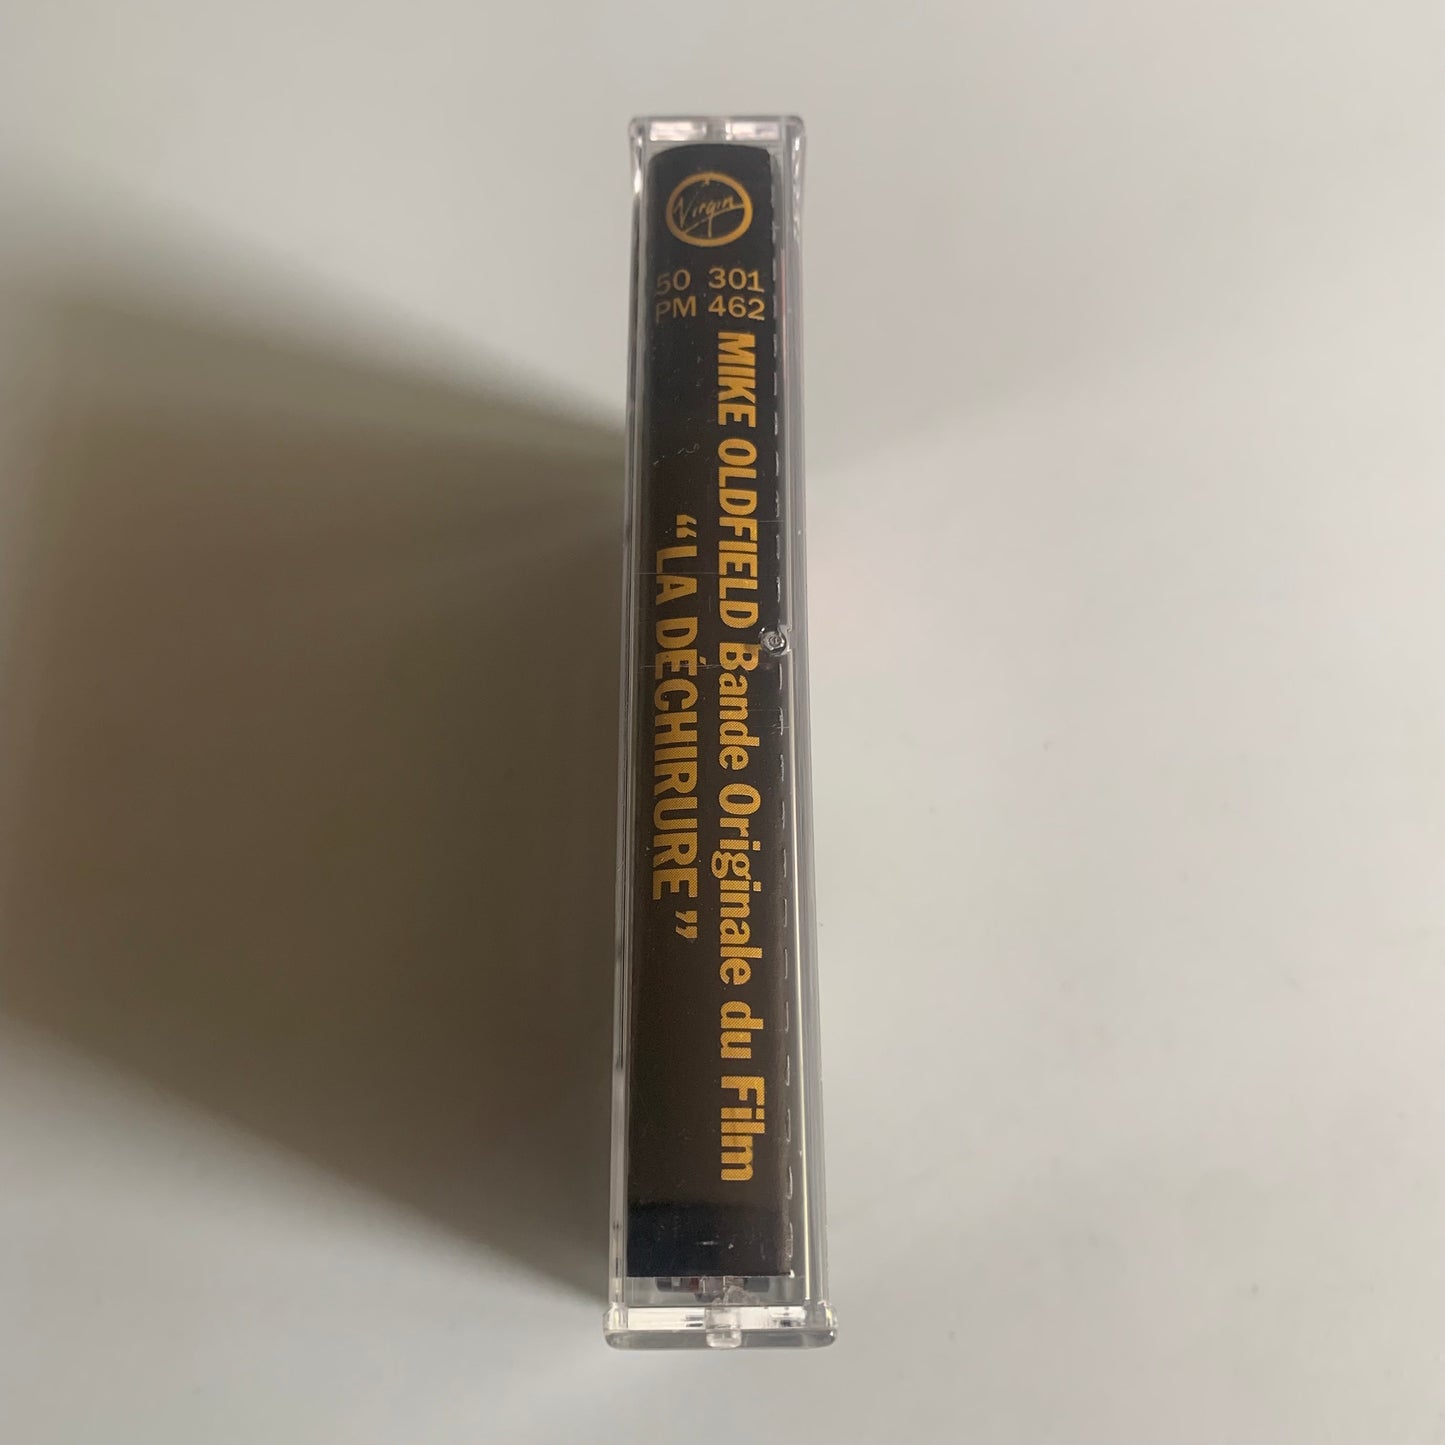 Virgin
50 301
PM 462
MIKE OLDFIELD Bande Originale du Film
“LA DÉCHIRURE”